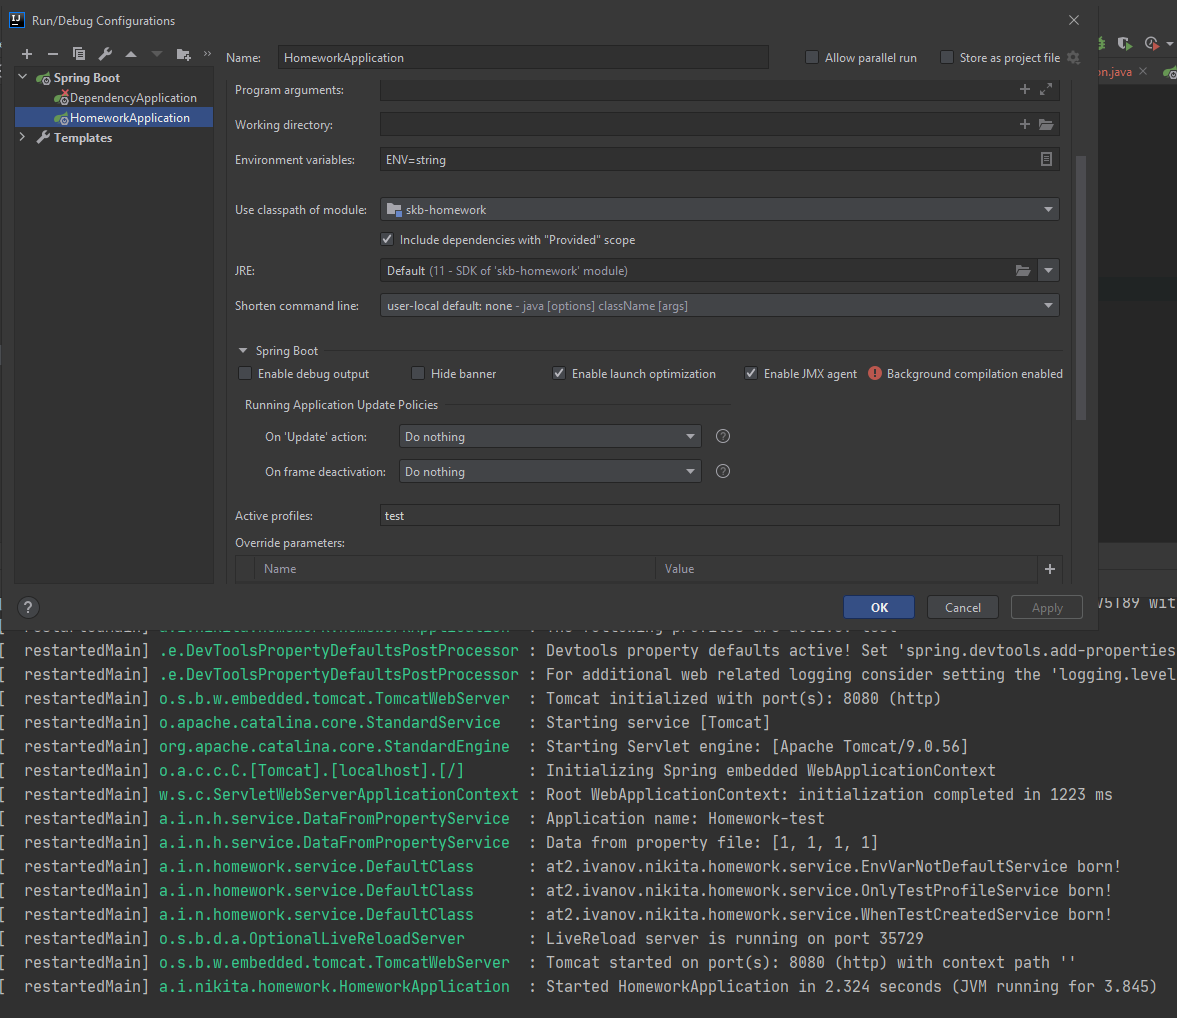 Run/Debug Configurations
Name: HomeworkApplication
Allow parallel run
Store as project file
Spring Boot
DependencyApplication
HomeworkApplication
Templates
Program arguments:
Working directory:
Environment variables: ENV=string
Use classpath of module: skb-homework
Include dependencies with "Provided" scope
JRE: Default (11 - SDK of 'skb-homework' module)
Shorten command line: user-local default: none - java [options] className [args]
Spring Boot
Enable debug output
Hide banner
Enable launch optimization
Enable JMX agent
Background compilation enabled
Running Application Update Policies
On 'Update' action: Do nothing
On frame deactivation: Do nothing
Active profiles: test
Override parameters:
Name Value
OK Cancel Apply
on.java
V5T89 wit
[ restartedMain] a.i.nikita.homework.HomeworkApplication : The following profiles are active: test
[ restartedMain] .e.DevToolsPropertyDefaultsPostProcessor : Devtools property defaults active! Set 'spring.devtools.add-properties
[ restartedMain] .e.DevToolsPropertyDefaultsPostProcessor : For additional web related logging consider setting the 'logging.level
[ restartedMain] o.s.b.w.embedded.tomcat.TomcatWebServer : Tomcat initialized with port(s): 8080 (http)
[ restartedMain] o.apache.catalina.core.StandardService : Starting service [Tomcat]
[ restartedMain] org.apache.catalina.core.StandardEngine : Starting Servlet engine: [Apache Tomcat/9.0.56]
[ restartedMain] o.a.c.c.C.[Tomcat].[localhost].[/] : Initializing Spring embedded WebApplicationContext
[ restartedMain] w.s.c.ServletWebServerApplicationContext : Root WebApplicationContext: initialization completed in 1223 ms
[ restartedMain] a.i.n.h.service.DataFromPropertyService : Application name: Homework-test
[ restartedMain] a.i.n.h.service.DataFromPropertyService : Data from property file: [1, 1, 1, 1]
[ restartedMain] a.i.n.homework.service.DefaultClass : at2.ivanov.nikita.homework.service.EnvVarNotDefaultService born!
[ restartedMain] a.i.n.homework.service.DefaultClass : at2.ivanov.nikita.homework.service.OnlyTestProfileService born!
[ restartedMain] a.i.n.homework.service.DefaultClass : at2.ivanov.nikita.homework.service.WhenTestCreatedService born!
[ restartedMain] o.s.b.d.a.OptionalLiveReloadServer : LiveReload server is running on port 35729
[ restartedMain] o.s.b.w.embedded.tomcat.TomcatWebServer : Tomcat started on port(s): 8080 (http) with context path ''
[ restartedMain] a.i.nikita.homework.HomeworkApplication : Started HomeworkApplication in 2.324 seconds (JVM running for 3.845)